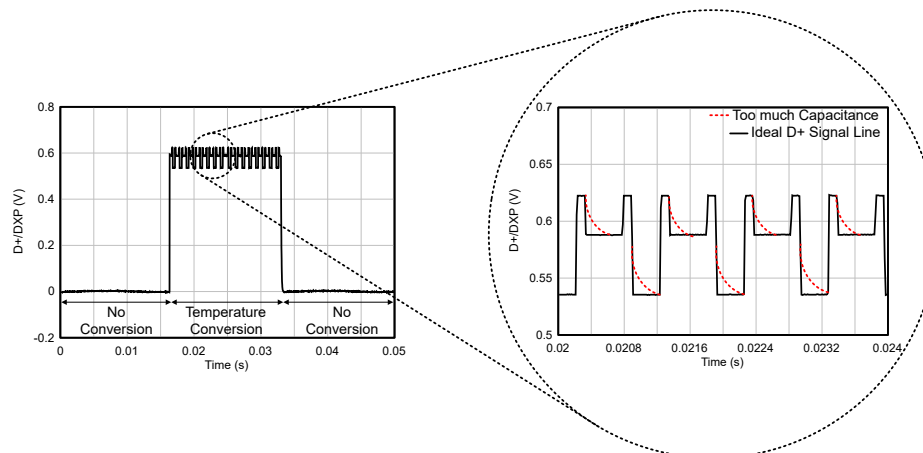 0.8
0.6
0.4
0.2
0
-0.2
D+/DXP (V)
No
Conversion
Temperature
Conversion
No
Conversion
0
0.01
0.02
0.03
0.04
0.05
Time (s)
0.7
0.65
0.6
0.55
0.5
D+/DXP (V)
Too much Capacitance
Ideal D+ Signal Line
0.02
0.0208
0.0216
0.0224
0.0232
0.024
Time (s)